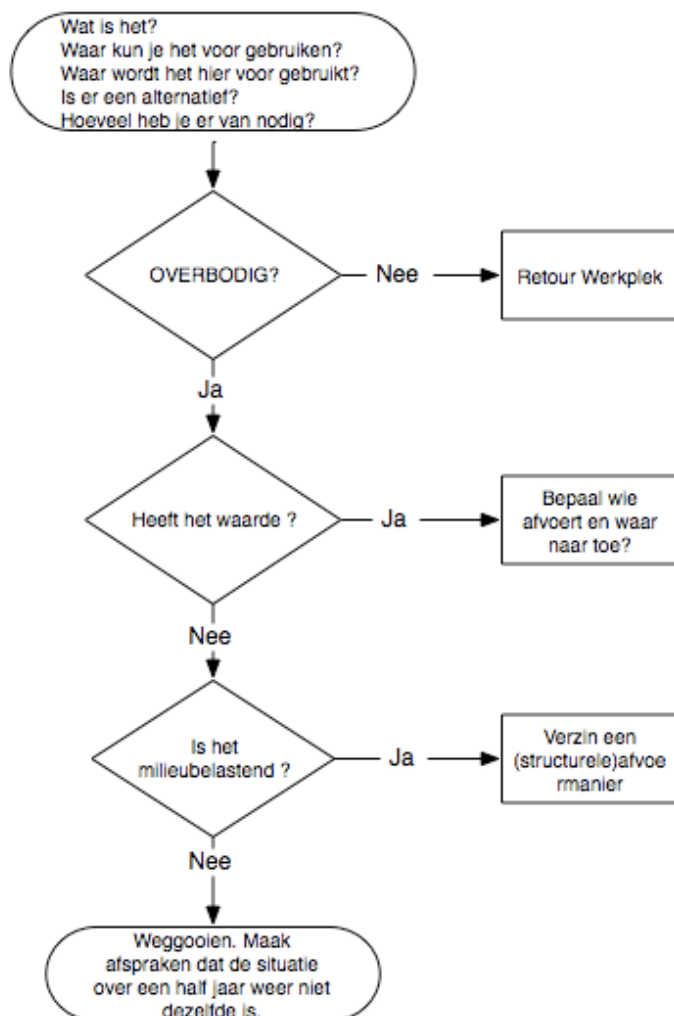 Wat is het?
Waar kun je het voor gebruiken?
Waar wordt het hier voor gebruikt?
Is er een alternatief?
Hoeveel heb je er van nodig?
OVERBODIG?
Nee
Retour Werkplek
Ja
Heeft het waarde ?
Ja
Bepaal wie
afvoert en waar
naar toe?
Nee
Is het
milieubelastend ?
Ja
Verzin een
(structurele)afvoe
rmanier
Nee
Weggooien. Maak
afspraken dat de situatie
over een half jaar weer niet
dezelfde is.